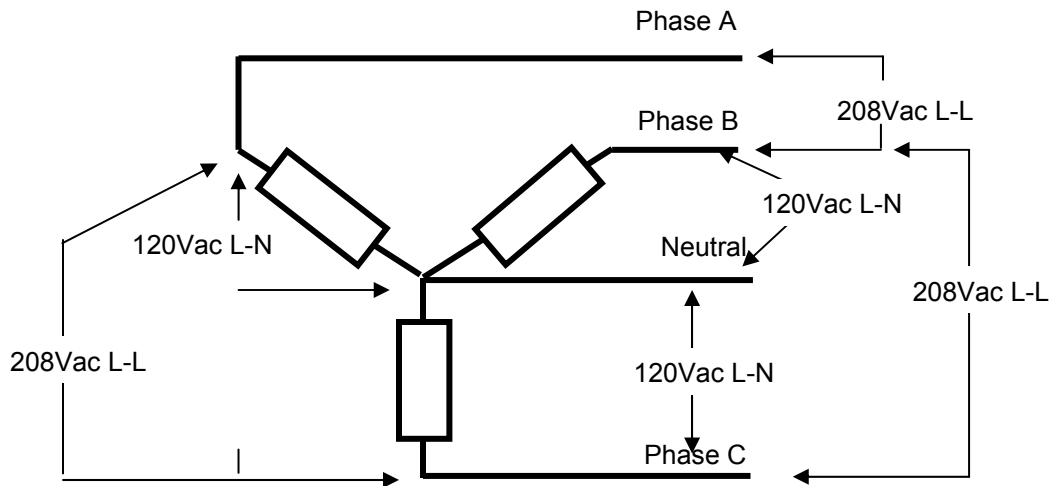 Phase A
208Vac L-L
Phase B
120Vac L-N
120Vac L-N
Neutral
208Vac L-L
208Vac L-L
120Vac L-N
Phase C